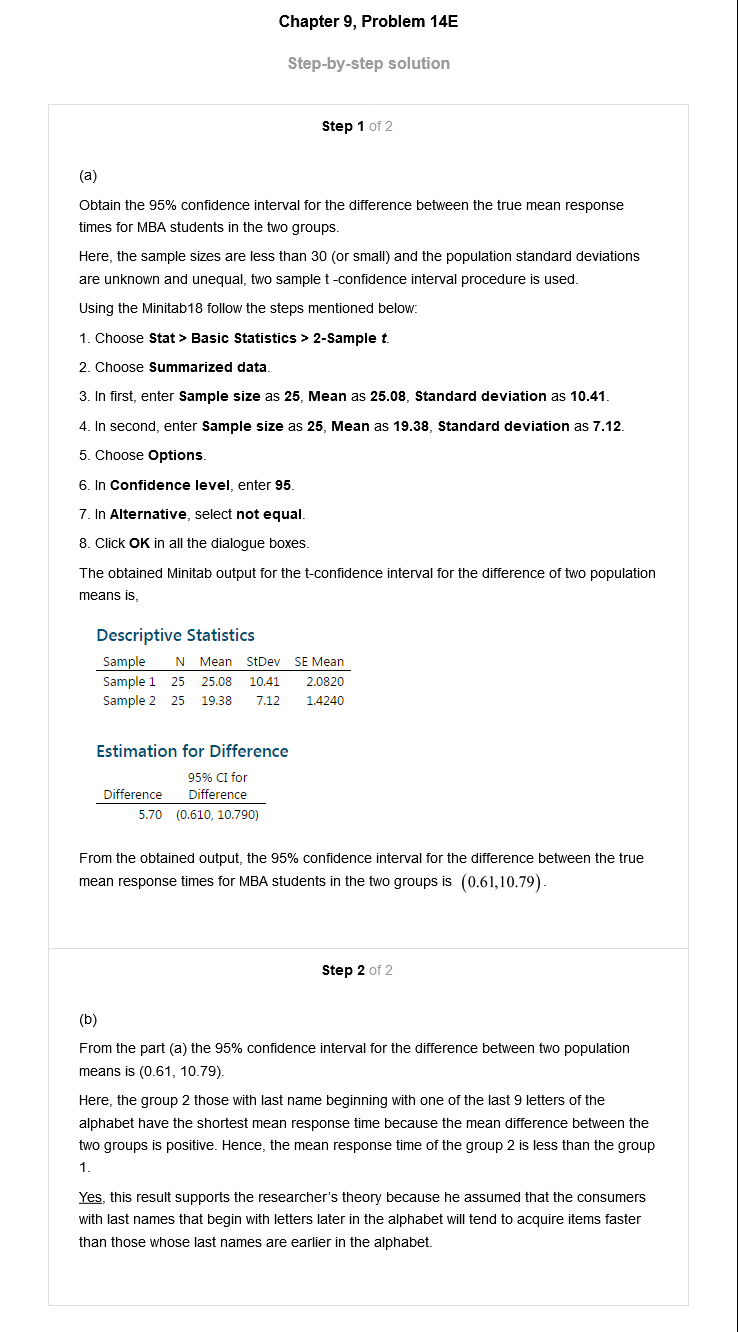 Chapter 9, Problem 14E
Step-by-step solution
Step 1 of 2
(a)
Obtain the 95% confidence interval for the difference between the true mean response
times for MBA students in the two groups.
Here, the sample sizes are less than 30 (or small) and the population standard deviations
are unknown and unequal, two sample t -confidence interval procedure is used.
Using the Minitab18 follow the steps mentioned below:
1. Choose Stat > Basic Statistics > 2-Sample t.
2. Choose Summarized data.
3. In first, enter Sample size as 25, Mean as 25.08, Standard deviation as 10.41.
4. In second, enter Sample size as 25, Mean as 19.38, Standard deviation as 7.12.
5. Choose Options.
6. In Confidence level, enter 95.
7. In Alternative, select not equal.
8. Click OK in all the dialogue boxes.
The obtained Minitab output for the t-confidence interval for the difference of two population
means is,
Descriptive Statistics
Sample N Mean StDev SE Mean
Sample 1 25 25.08 10.41 2.0820
Sample 2 25 19.38 7.12 1.4240
Estimation for Difference
95% CI for
Difference Difference
5.70 (0.610, 10.790)
From the obtained output, the 95% confidence interval for the difference between the true
mean response times for MBA students in the two groups is (0.61,10.79).
Step 2 of 2
(b)
From the part (a) the 95% confidence interval for the difference between two population
means is (0.61, 10.79).
Here, the group 2 those with last name beginning with one of the last 9 letters of the
alphabet have the shortest mean response time because the mean difference between the
two groups is positive. Hence, the mean response time of the group 2 is less than the group
1.
Yes, this result supports the researcher's theory because he assumed that the consumers
with last names that begin with letters later in the alphabet will tend to acquire items faster
than those whose last names are earlier in the alphabet.